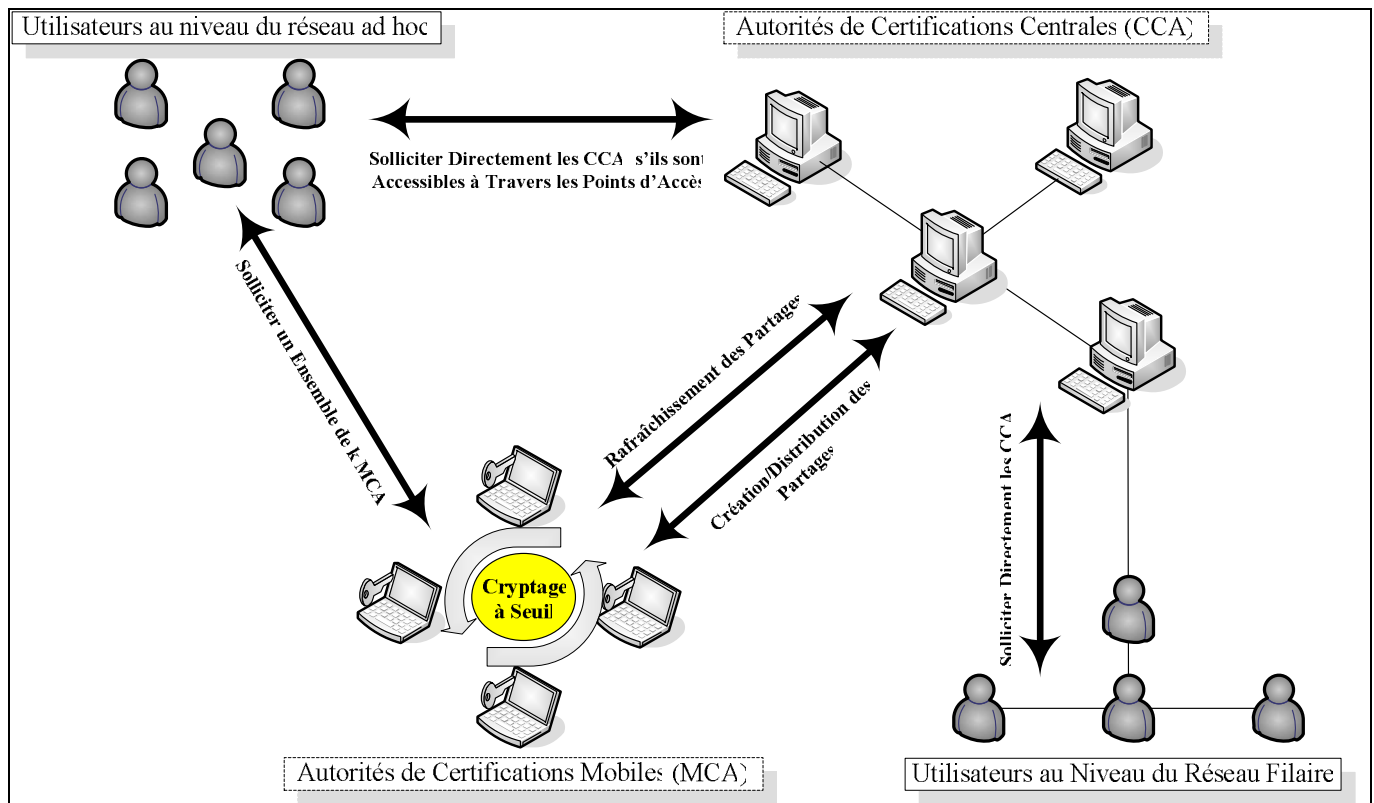 Utilisateurs au niveau du réseau ad hoc
Autorités de Certifications Centrales (CCA)
Solliciter Directement les CCA s'ils sont
Accessibles à Travers les Points d'Accès
Solliciter un Ensemble de k MCA
Rafraîchissement des Partages
Création/Distribution des
Partages
Solliciter Directement les CCA
Cryptage
à Seuil
Autorités de Certifications Mobiles (MCA)
Utilisateurs au Niveau du Réseau Filaire